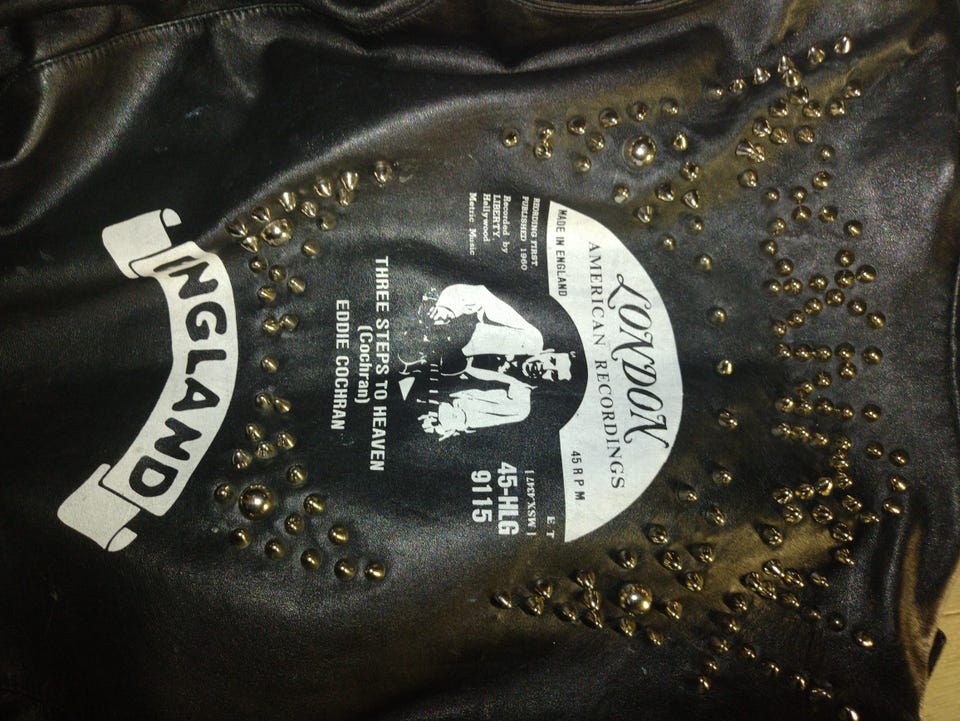 LONDON
AMERICAN RECORDINGS
MADE IN ENGLAND
45 R P M
RECORDING FIRST
PUBLISHED 1960
Recorded by
LIBERTY
Hollywood
Metric Music
45-HLG
9115
THREE STEPS TO HEAVEN
(Cochran)
EDDIE COCHRAN
ENGLAND